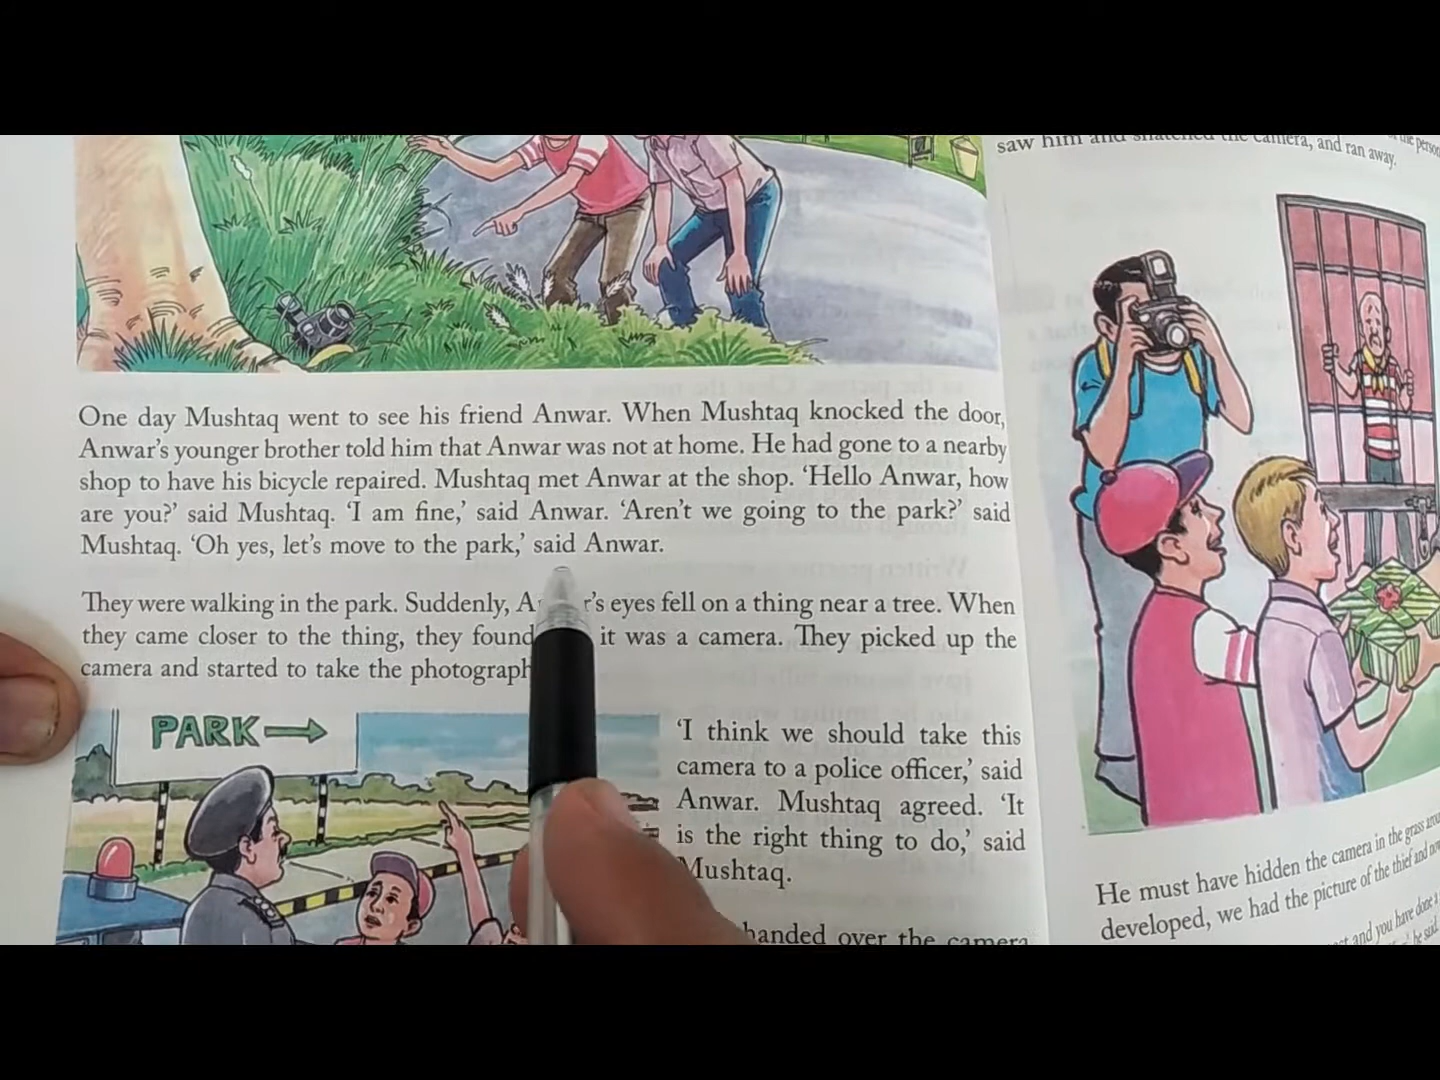 One day Mushtaq went to see his friend Anwar. When Mushtaq knocked the door,
Anwar's younger brother told him that Anwar was not at home. He had gone to a nearby
shop to have his bicycle repaired. Mushtaq met Anwar at the shop. ‘Hello Anwar, how
are you?’ said Mushtaq. ‘I am fine,’ said Anwar. ‘Aren't we going to the park?’ said
Mushtaq. ‘Oh yes, let's move to the park,’ said Anwar.
They were walking in the park. Suddenly, eyes fell on a thing near a tree. When
they came closer to the thing, they found it was a camera. They picked up the
camera and started to take the
PARK
‘I think we should take this
camera to a police officer,’ said
Anwar. Mushtaq agreed. ‘It
is the right thing to do,’ said
Mushtaq.
handed over the camera
saw him and snatched the camera, and ran away.
He must have hidden the camera in the grass
developed, we had the picture of the thief and
and you have done
he said